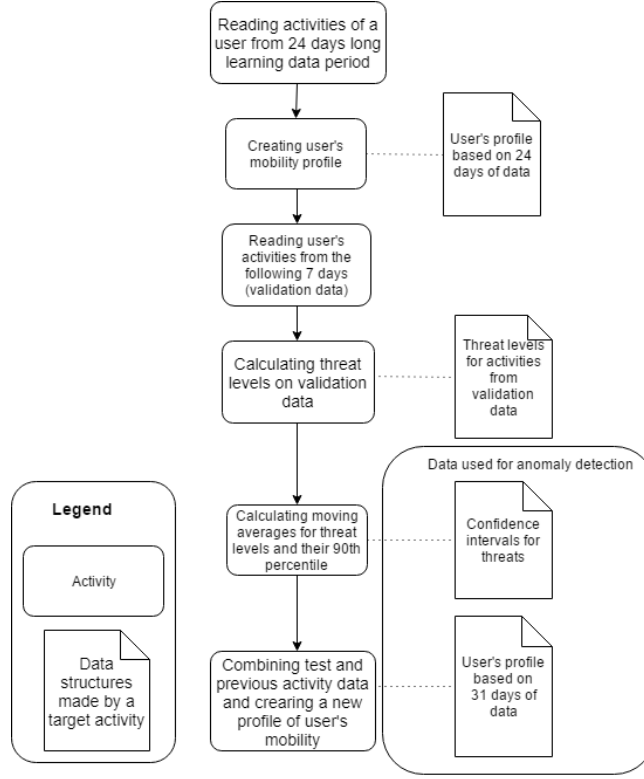 Reading activities of a
user from 24 days long
learning data period
Creating user's
mobility profile
User's profile
based on 24
days of data
Reading user's
activities from the
following 7 days
(validation data)
Calculating threat
levels on validation
data
Threat levels
for activities
from
validation
data
Data used for anomaly detection
Calculating moving
averages for threat
levels and their 90th
percentile
Confidence
intervals for
threats
Combining test and
previous activity data
and crearing a new
profile of user's
mobility
User's profile
based on
31 days of
data
Legend
Activity
Data
structures
made by a
target activity